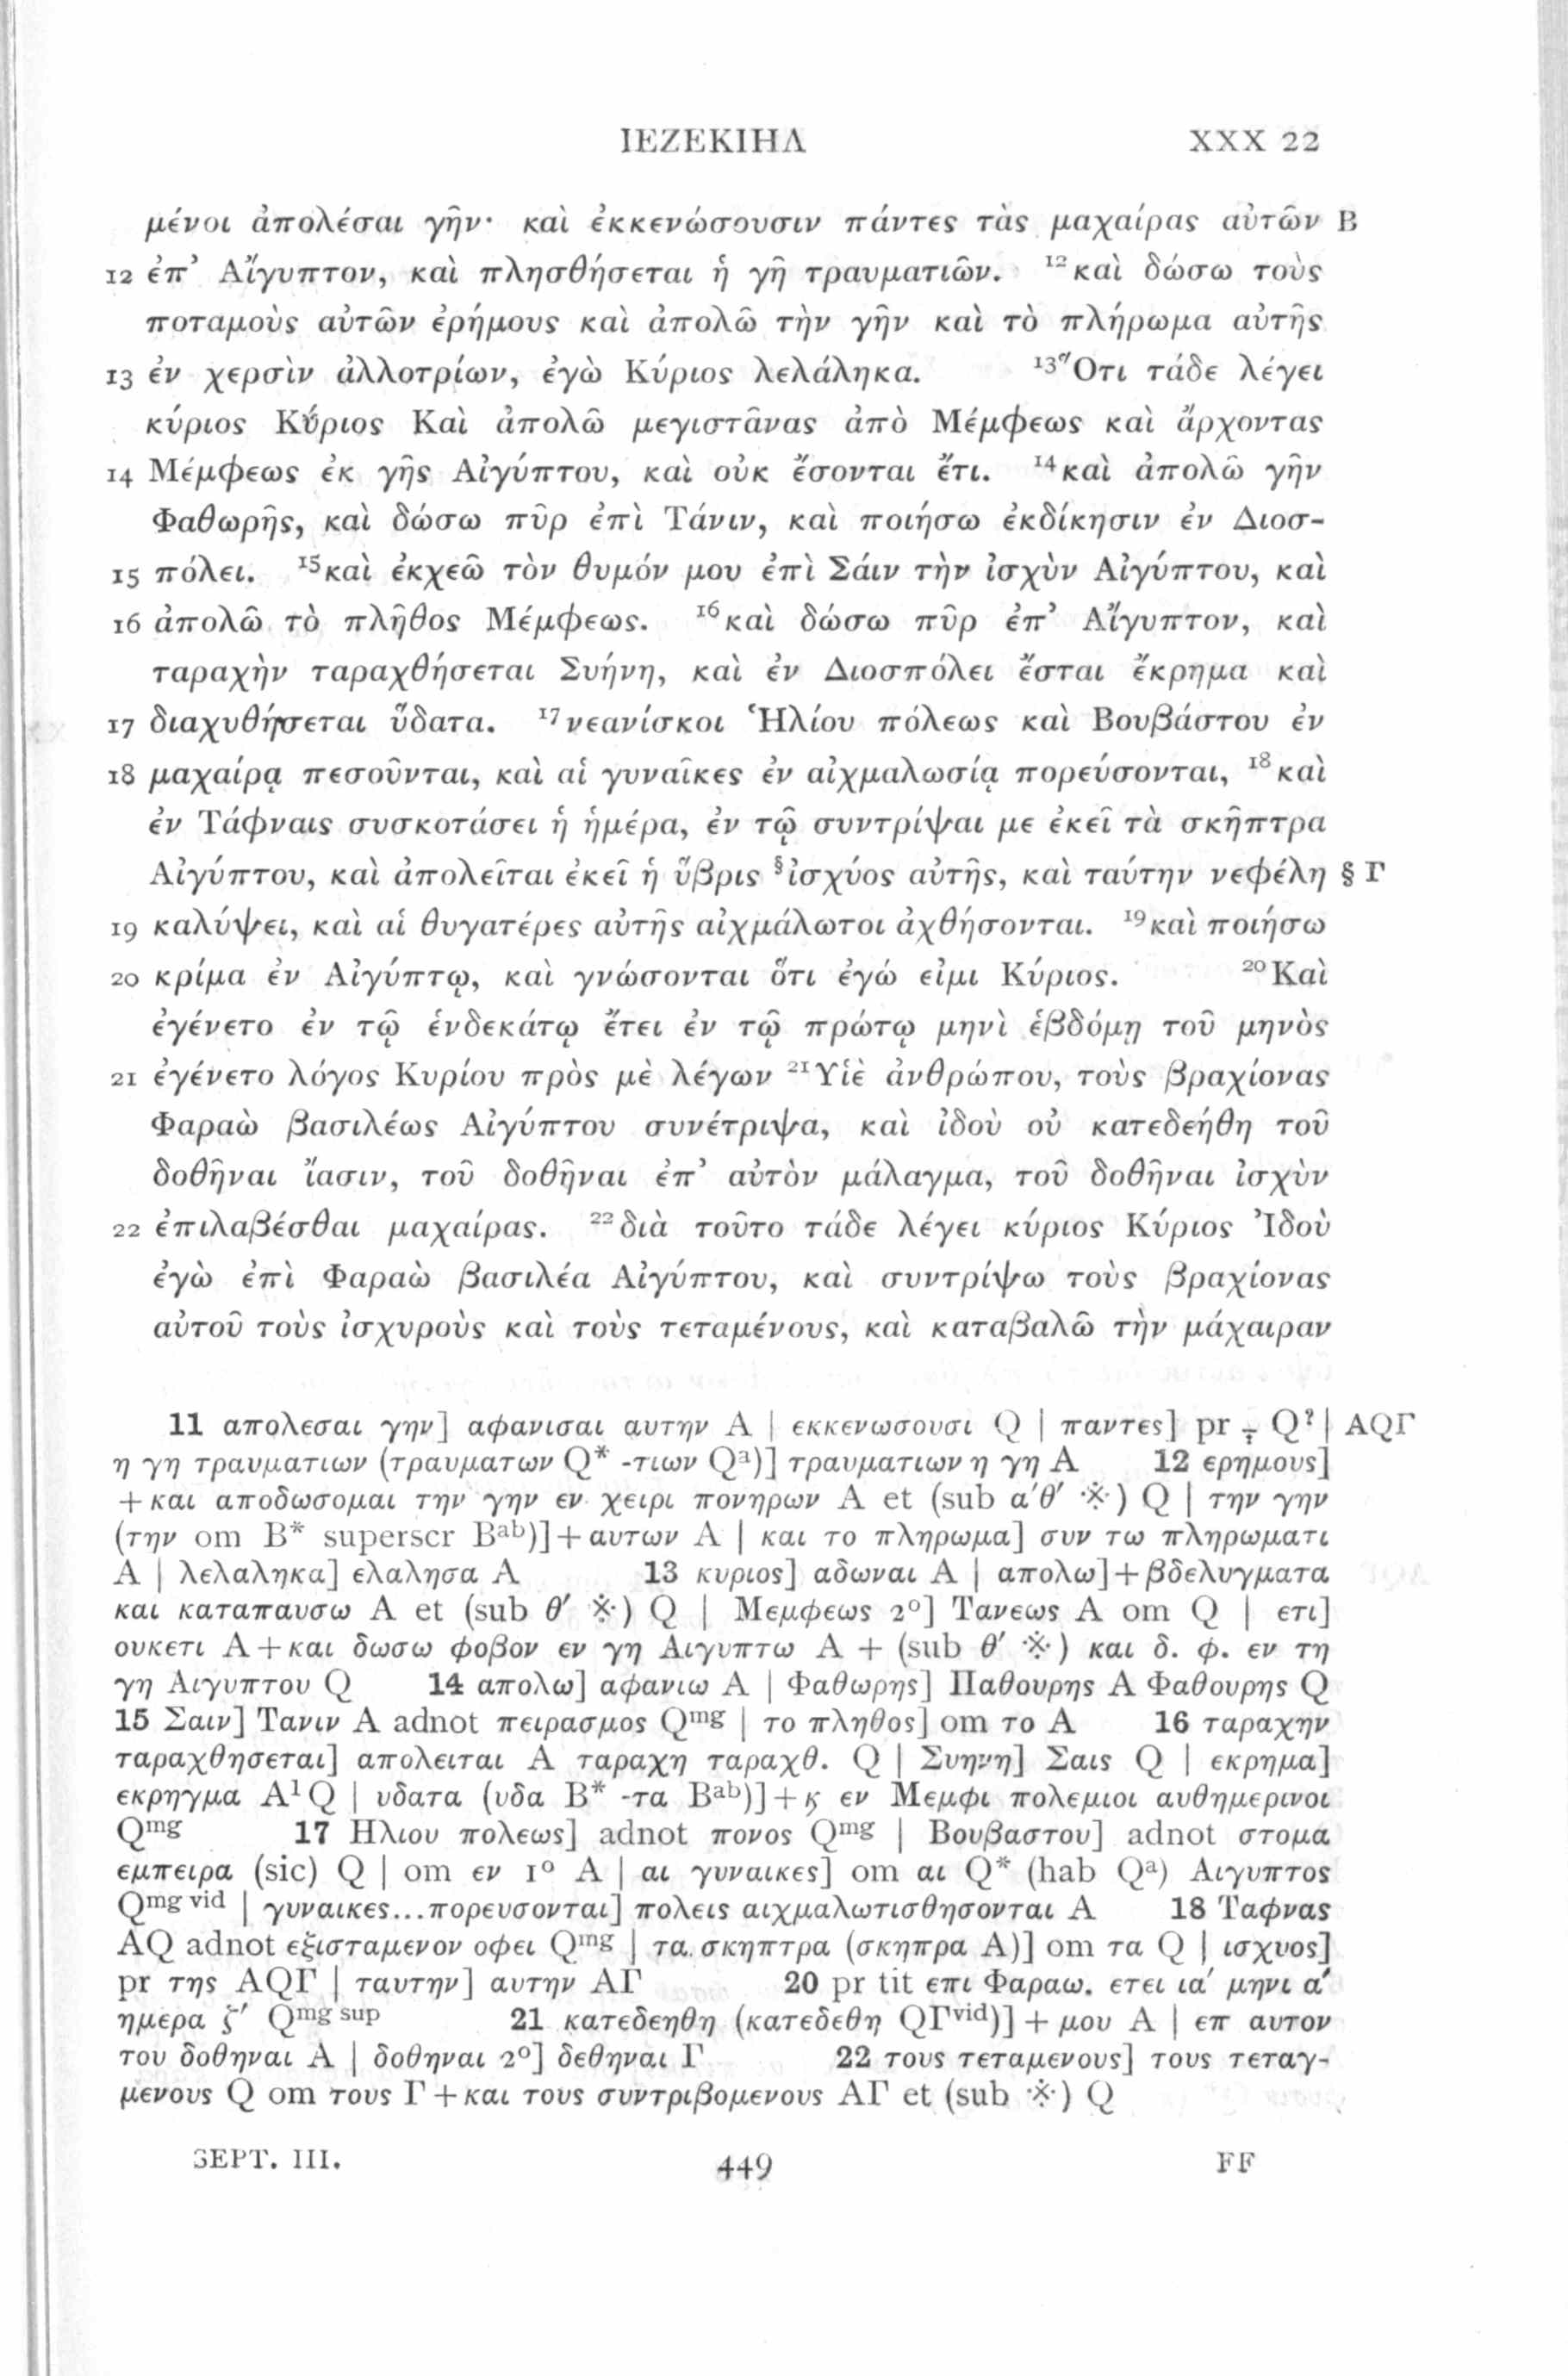 ΙΕΖΕΚΙΗΛ XXX 22
μένοι ἀπολέσαι γῆν· καὶ ἐκκενώσουσιν πάντες τὰς μαχαίρας αὐτῶν B
12 ἐπ’ Αἴγυπτον, καὶ πλησθήσεται ἡ γῆ τραυματιῶν. ¹²καὶ δώσω τοὺς
ποταμοὺς αὐτῶν ἐρήμους καὶ ἀπολῶ τὴν γῆν καὶ τὸ πλήρωμα αὐτῆς
13 ἐν χερσὶν ἀλλοτρίων, ἐγὼ Κύριος λελάληκα. ¹³Ὅτι τάδε λέγει
κύριος Κύριος Καὶ ἀπολῶ μεγιστᾶνας ἀπὸ Μέμφεως καὶ ἄρχοντας
14 Μέμφεως ἐκ γῆς Αἰγύπτου, καὶ οὐκ ἔσονται ἔτι. ¹⁴καὶ ἀπολῶ γῆν
Φαθωρῆς, καὶ δώσω πῦρ ἐπὶ Τάνιν, καὶ ποιήσω ἐκδίκησιν ἐν Διοσ-
15 πόλει. ¹⁵καὶ ἐκχεῶ τὸν θυμόν μου ἐπὶ Σάιν τὴν ἰσχὺν Αἰγύπτου, καὶ
16 ἀπολῶ τὸ πλῆθος Μέμφεως. ¹⁶καὶ δώσω πῦρ ἐπ’ Αἴγυπτον, καὶ
ταραχὴν ταραχθήσεται Συήνη, καὶ ἐν Διοσπόλει ἔσται ἔκρημα καὶ
17 διαχυθήσεται ὕδατα. ¹⁷νεανίσκοι Ἡλίου πόλεως καὶ Βουβάστου ἐν
18 μαχαίρᾳ πεσοῦνται, καὶ αἱ γυναῖκες ἐν αἰχμαλωσίᾳ πορεύσονται, ¹⁸καὶ
ἐν Τάφναις συσκοτάσει ἡ ἡμέρα, ἐν τῷ συντρίψαι με ἐκεῖ τὰ σκῆπτρα
Αἰγύπτου, καὶ ἀπολεῖται ἐκεῖ ἡ ὕβρις §ἰσχύος αὐτῆς, καὶ ταύτην νεφέλη § Γ
19 καλύψει, καὶ αἱ θυγατέρες αὐτῆς αἰχμάλωτοι ἀχθήσονται. ¹⁹καὶ ποιήσω
20 κρίμα ἐν Αἰγύπτῳ, καὶ γνώσονται ὅτι ἐγώ εἰμι Κύριος. ²⁰Καὶ
ἐγένετο ἐν τῷ ἑνδεκάτῳ ἔτει ἐν τῷ πρώτῳ μηνὶ ἑβδόμῃ τοῦ μηνὸς
21 ἐγένετο λόγος Κυρίου πρὸς μὲ λέγων ²¹Υἱὲ ἀνθρώπου, τοὺς βραχίονας
Φαραὼ βασιλέως Αἰγύπτου συνέτριψα, καὶ ἰδοὺ οὐ κατεδεήθη τοῦ
δοθῆναι ἴασιν, τοῦ δοθῆναι ἐπ’ αὐτὸν μάλαγμα, τοῦ δοθῆναι ἰσχὺν
22 ἐπιλαβέσθαι μαχαίρας. ²²διὰ τοῦτο τάδε λέγει κύριος Κύριος Ἰδοὺ
ἐγὼ ἐπὶ Φαραὼ βασιλέα Αἰγύπτου, καὶ συντρίψω τοὺς βραχίονας
αὐτοῦ τοὺς ἰσχυροὺς καὶ τοὺς τεταμένους, καὶ καταβαλῶ τὴν μάχαιραν
11 απολεσαι γην] αφανισαι αυτην A | εκκενωσουσι Q | παντες] pr ⨪ Q? | AQΓ
η γη τραυματιων (τραυματων Q* -τιων Qᵃ)] τραυματιων η γη A 12 ερημους]
+ και αποδωσομαι την γην εν χειρι πονηρων A et (sub α′θ′ ※) Q | την γην
(την om B* superscr Bᵃᵇ)] + αυτων A | και το πληρωμα] συν τω πληρωματι
A | λελαληκα] ελαλησα A 13 κυριος] αδωναι A | απολω] + βδελυγματα
και καταπαυσω A et (sub θ′ ※) Q | Μεμφεως 2º] Τανεως A om Q | ετι]
ουκετι A + και δωσω φοβον εν γη Αιγυπτω A + (sub θ′ ※) και δ. φ. εν τη
γη Αιγυπτου Q 14 απολω] αφανιω A | Φαθωρης] Παθουρης A Φαθουρης Q
15 Σαιν] Τανιν A adnot πειρασμος Qᵐᵍ | το πληθος] om το A 16 ταραχην
ταραχθησεται] απολειται A ταραχη ταραχθ. Q | Συηνη] Σαις Q | εκρημα]
εκρηγμα A¹Q | υδατα (υδα B* -τα Bᵃᵇ)] + ϗ εν Μεμφι πολεμιοι αυθημερινοι
Qᵐᵍ 17 Ηλιου πολεως] adnot πονος Qᵐᵍ | Βουβαστου] adnot στομα
εμπειρα (sic) Q | om εν 1º A | αι γυναικες] om αι Q* (hab Qᵃ) Αιγυπτος
Qᵐᵍ ᵛⁱᵈ | γυναικες...πορευσονται] πολεις αιχμαλωτισθησονται A 18 Ταφνας
AQ adnot εξισταμενον οφει Qᵐᵍ | τα σκηπτρα (σκηπρα A)] om τα Q | ισχυος]
pr της AQΓ | ταυτην] αυτην AΓ 20 pr tit επι Φαραω. ετει ια′ μηνι α′
ημερα ζ′ Qᵐᵍ ˢᵘᵖ 21 κατεδεηθη (κατεδεθη QΓᵛⁱᵈ)] + μου A | επ αυτον
του δοθηναι A | δοθηναι 2º] δεθηναι Γ 22 τους τεταμενους] τους τεταγ-
μενους Q om τους Γ + και τους συντριβομενους AΓ et (sub ※) Q
SEPT. III. 449 FF